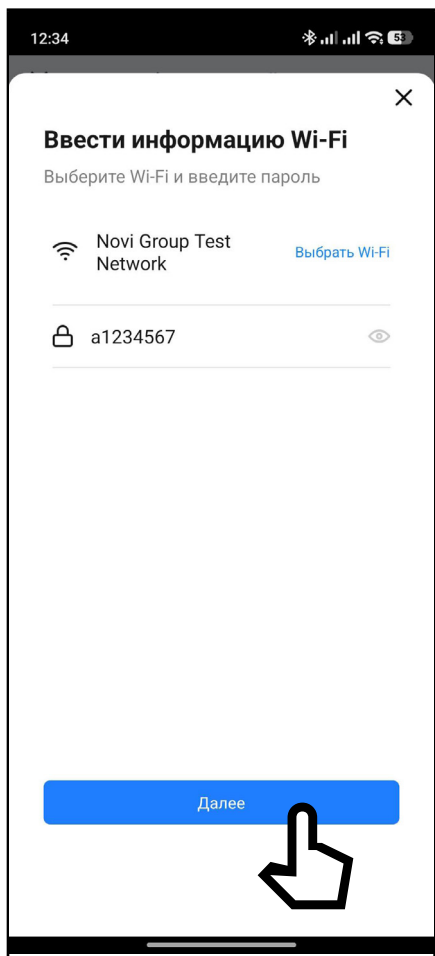 12:34
53
Ввести информацию Wi-Fi
Выберите Wi-Fi и введите пароль
Novi Group Test
Network
Выбрать Wi-Fi
a1234567
Далее